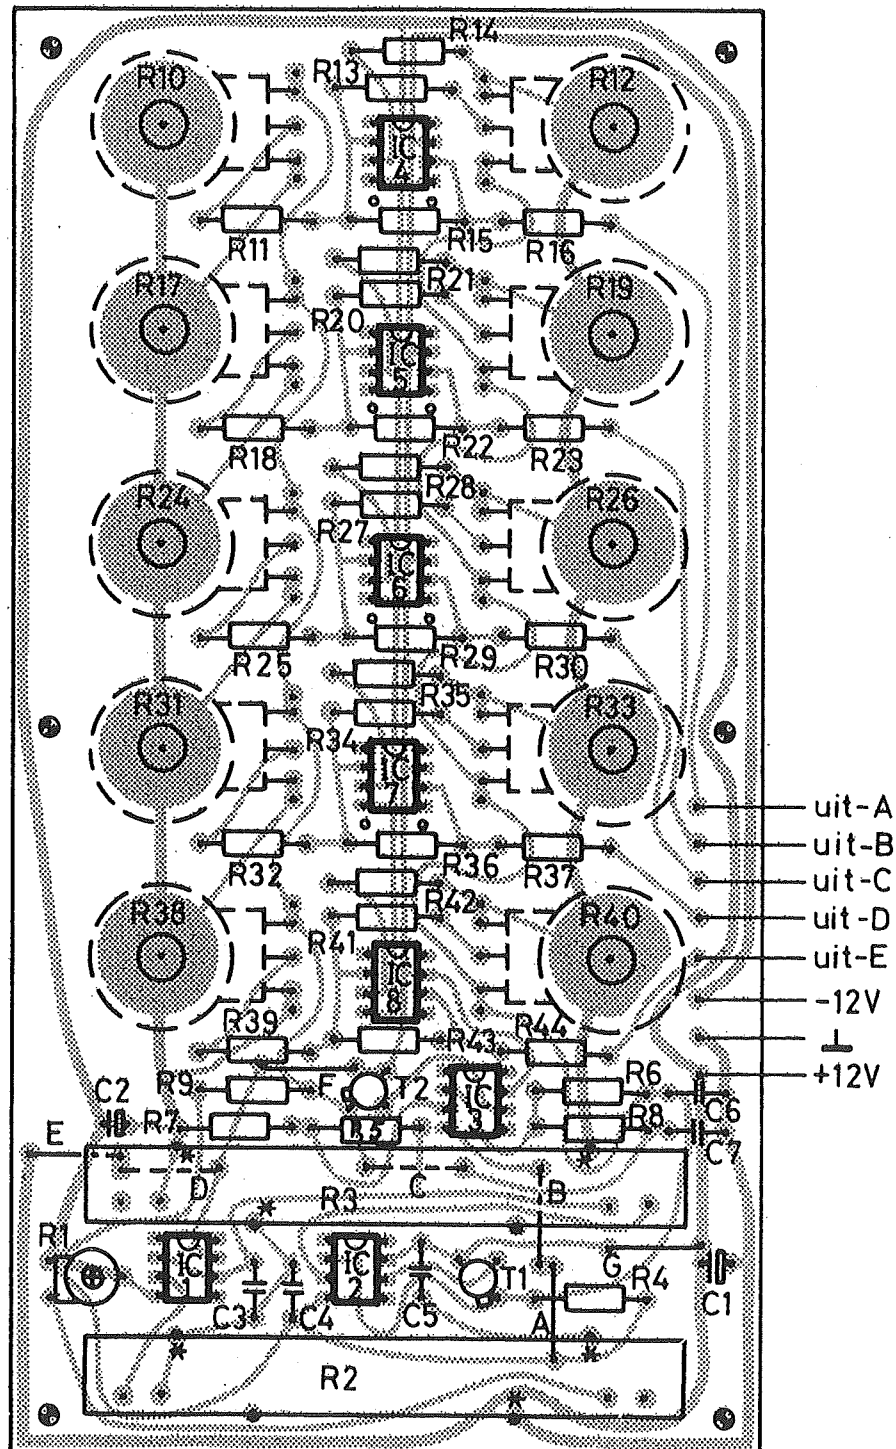 R14
R10
R13
R12
IC
4
R11
R15
R16
R17
R21
R19
R20
IC
5
R18
R22
R23
R24
R28
R26
R27
IC
6
R25
R29
R30
R31
R35
R33
R34
IC
7
uit-A
R32
R36
R37
uit-B
uit-C
R38
R42
R40
uit-D
R41
uit-E
IC
8
-12V
R39
R43
R44
+12V
C2
R9
F
T2
IC
3
R6
C6
R7
R5
R8
C7
E
D
R3
C
B
R1
IC
1
IC
2
T1
G
R4
C3
C4
C5
A
C1
R2